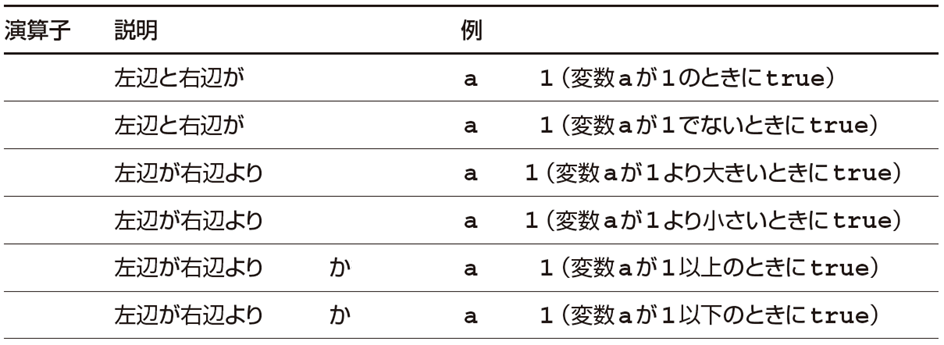 演算子 説明 例
左辺と右辺が a 1（変数aが1のときにtrue）
左辺と右辺が a 1（変数aが1でないときにtrue）
左辺が右辺より a 1（変数aが1より大きいときにtrue）
左辺が右辺より a 1（変数aが1より小さいときにtrue）
左辺が右辺より か a 1（変数aが1以上のときにtrue）
左辺が右辺より か a 1（変数aが1以下のときにtrue）